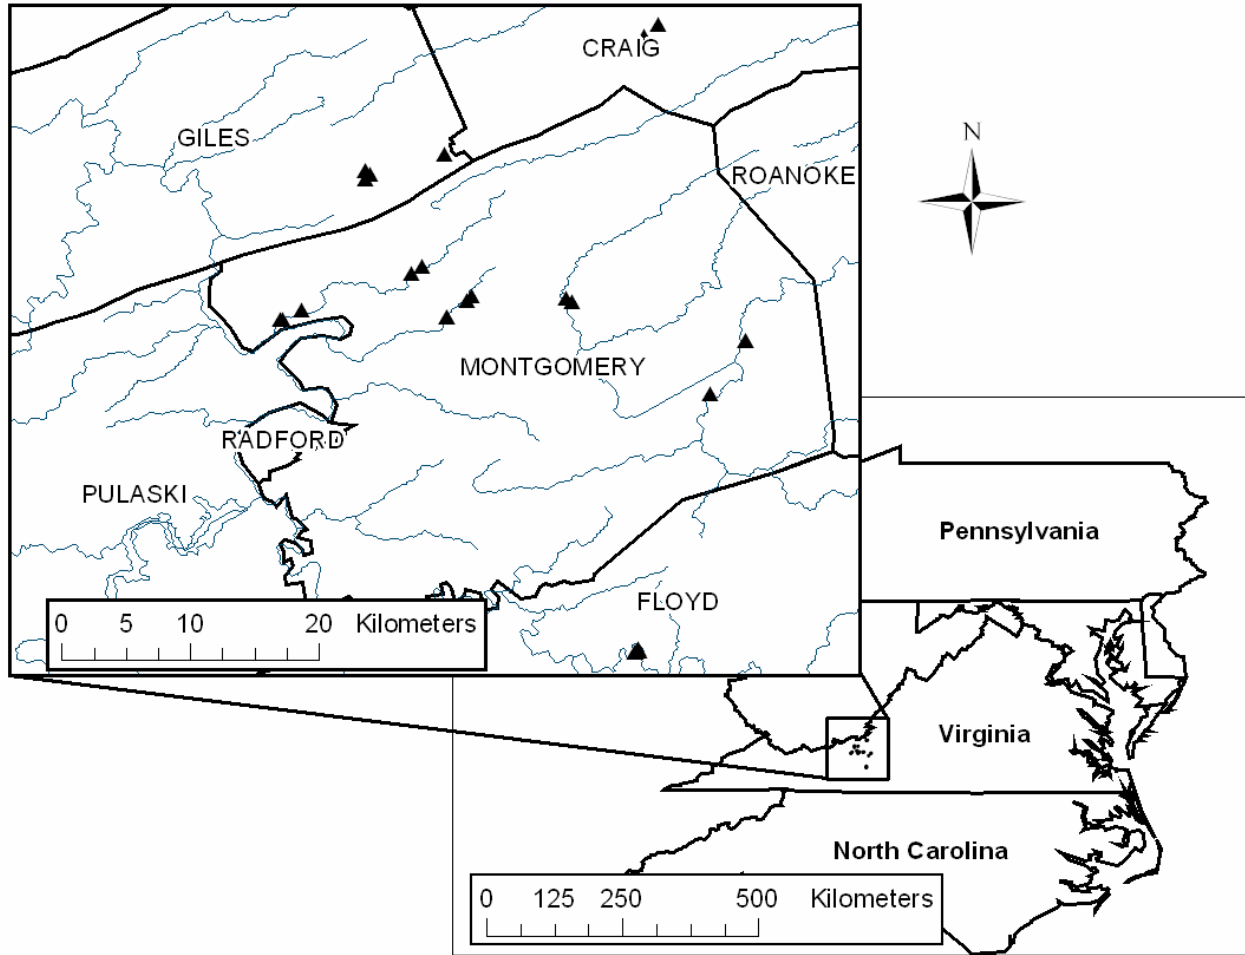 CRAIG
GILES
N
ROANOKE
MONTGOMERY
RADFORD
PULASKI
Pennsylvania
FLOYD
0 5 10 20 Kilometers
Virginia
North Carolina
0 125 250 500 Kilometers